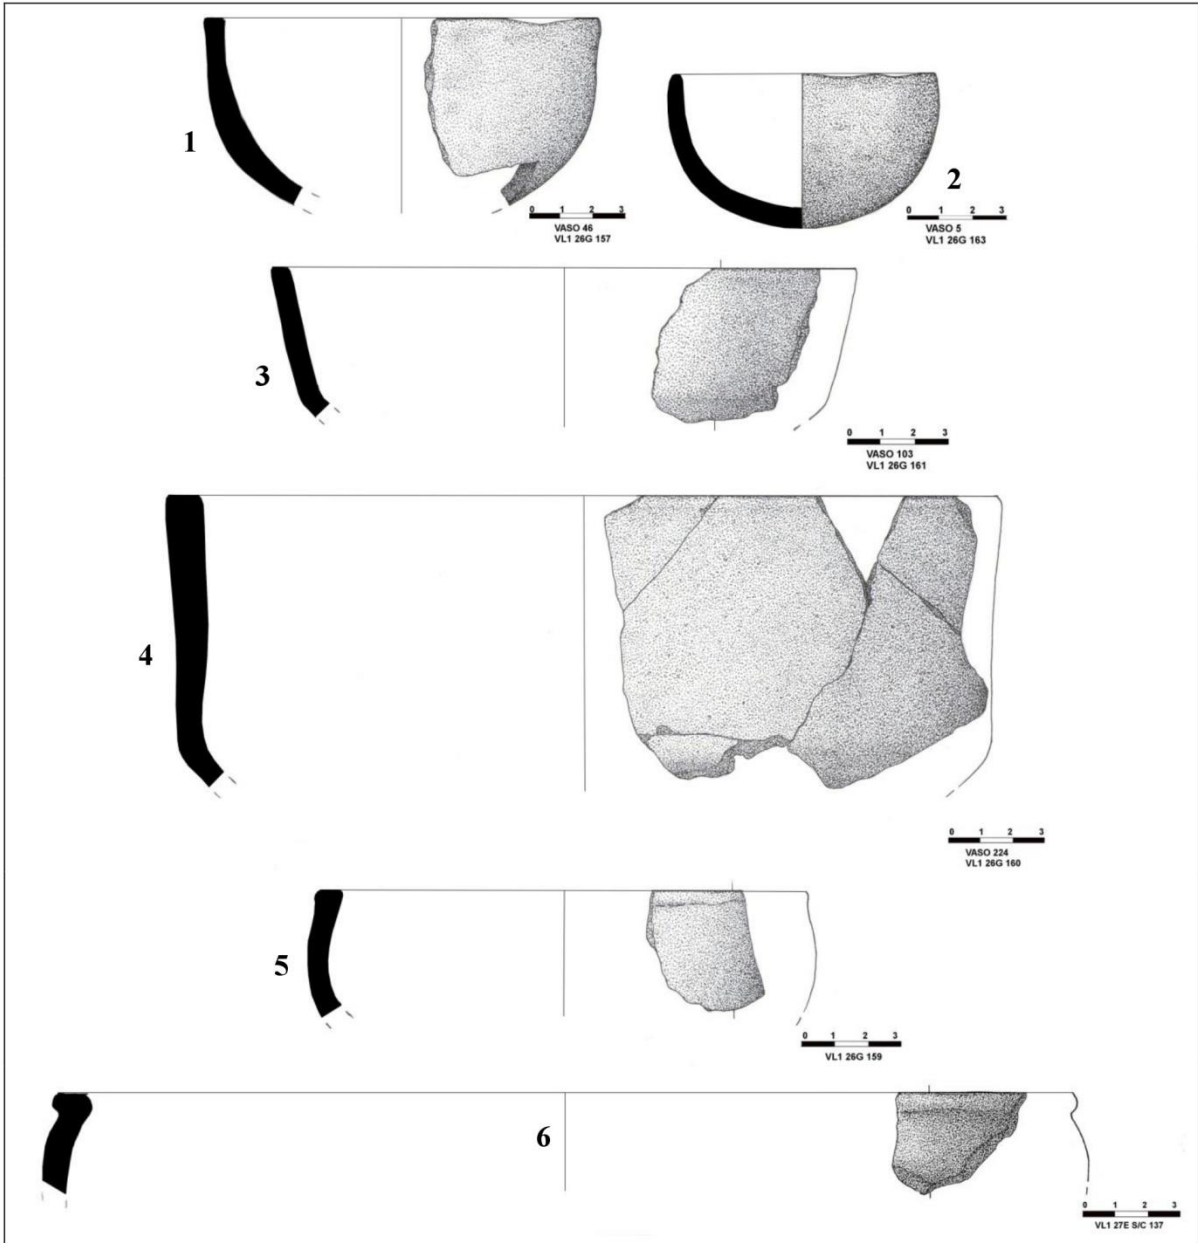 1
2
0 1 2 3
VASO 46
VL1 26G 157
0 1 2 3
VASO 5
VL1 26G 163
3
0 1 2 3
VASO 103
VL1 26G 161
4
0 1 2 3
VASO 224
VL1 26G 160
5
0 1 2 3
VL1 26G 159
6
0 1 2 3
VL1 27E S/C 137